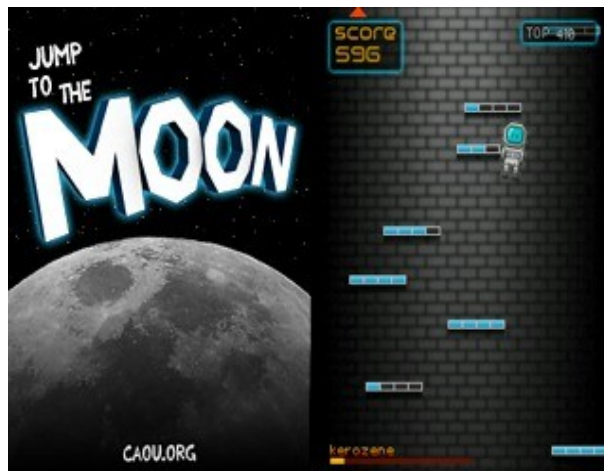 JUMP
TO THE
MOON
CAOU.ORG
score
596
TOP 410
kerozene